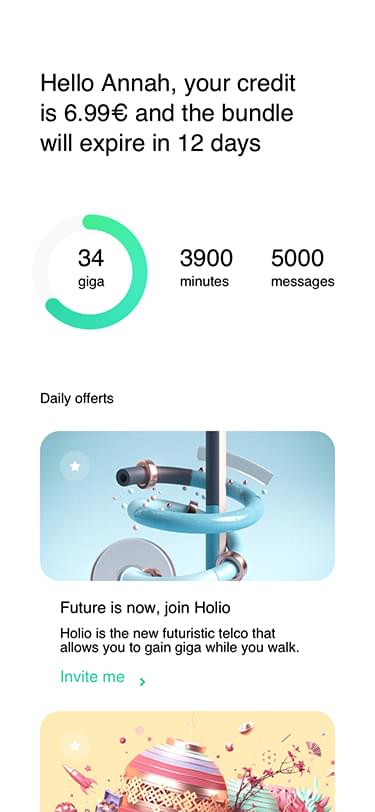 Hello Annah, your credit
is 6.99€ and the bundle
will expire in 12 days
34
giga
3900
minutes
5000
messages
Daily offerts
Future is now, join Holio
Holio is the new futuristic telco that
allows you to gain giga while you walk.
Invite me